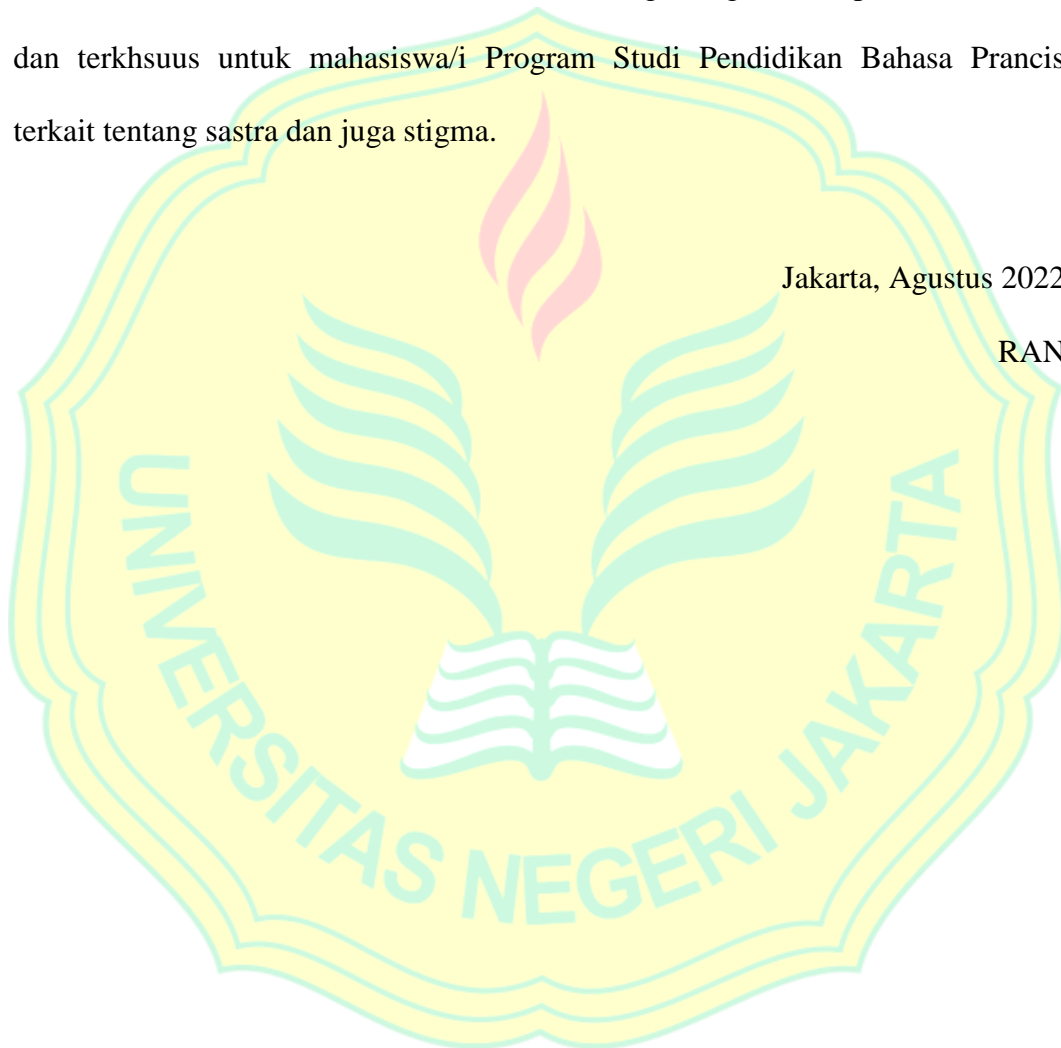 dan terkhsuus untuk mahasiswa/i Program Studi Pendidikan Bahasa Prancis
terkait tentang sastra dan juga stigma.
Jakarta, Agustus 2022
RAN
UNIVERSITAS NEGERI JAKARTA